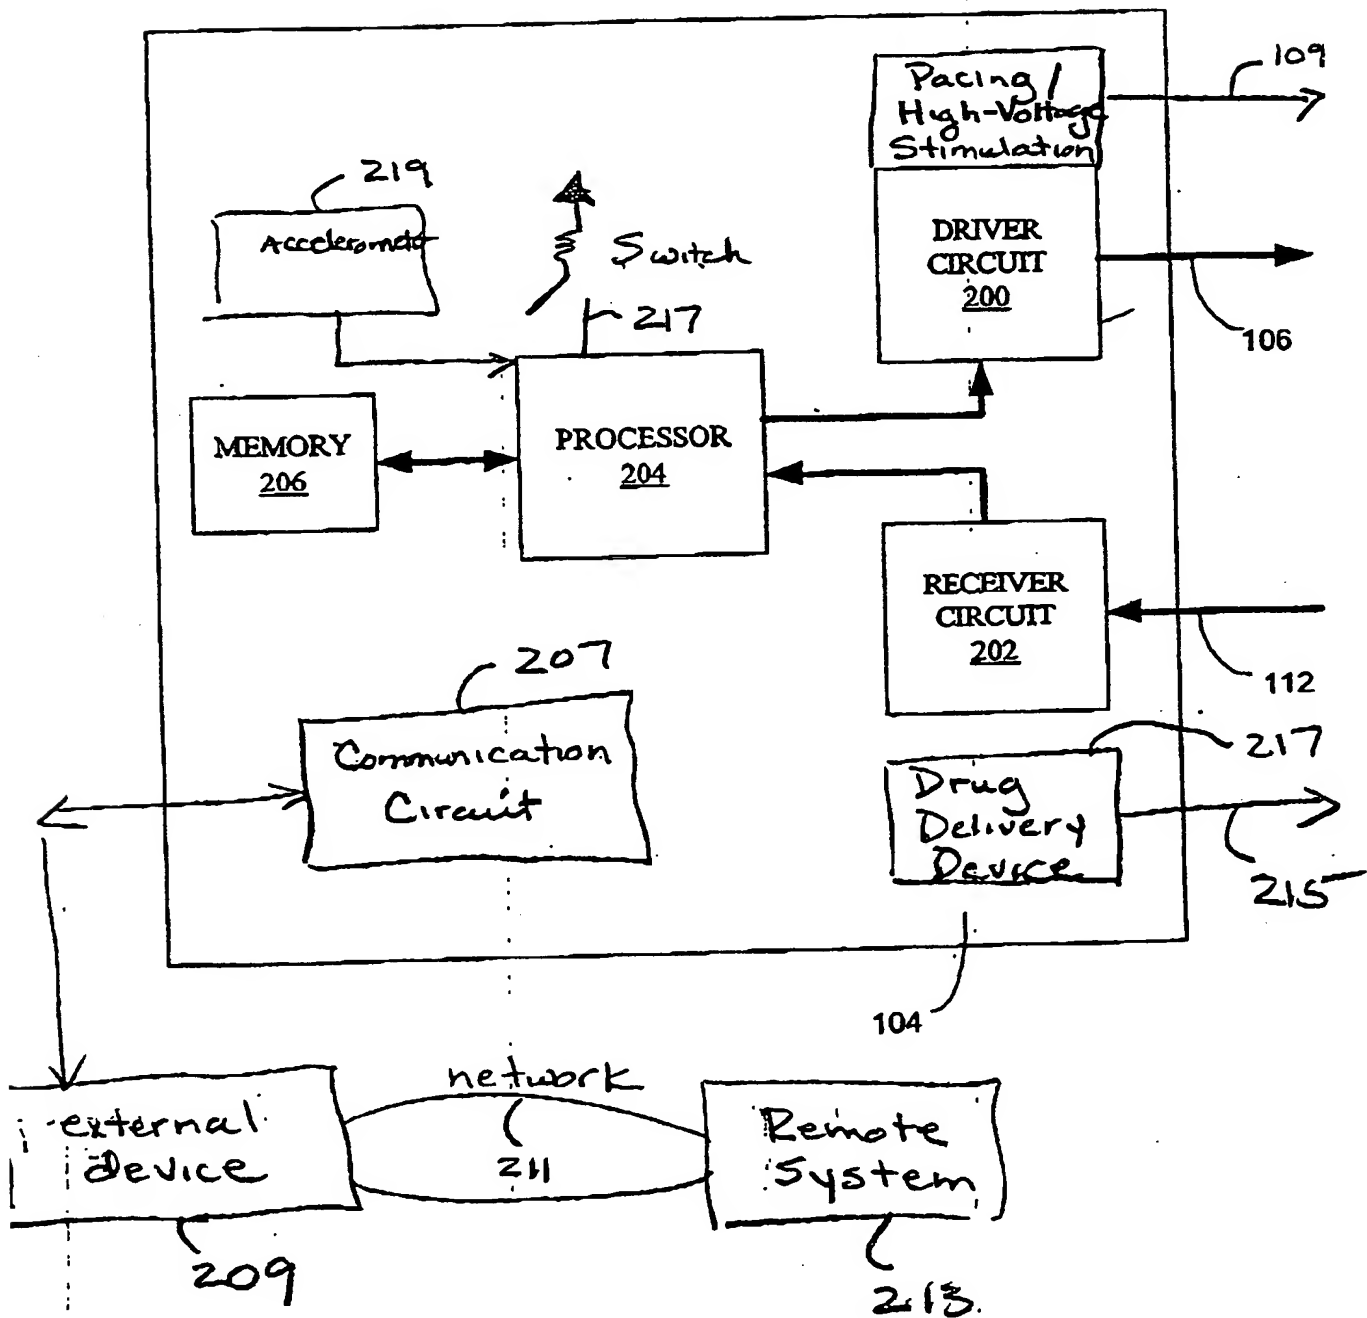 109
Pacing /
High-Voltage
Stimulation
219
Accelerometer
Switch
217
DRIVER
CIRCUIT
200
106
MEMORY
206
PROCESSOR
204
RECEIVER
CIRCUIT
202
112
207
Communication
Circuit
217
Drug
Delivery
Device
215
104
network
211
external
device
209
Remote
System
213